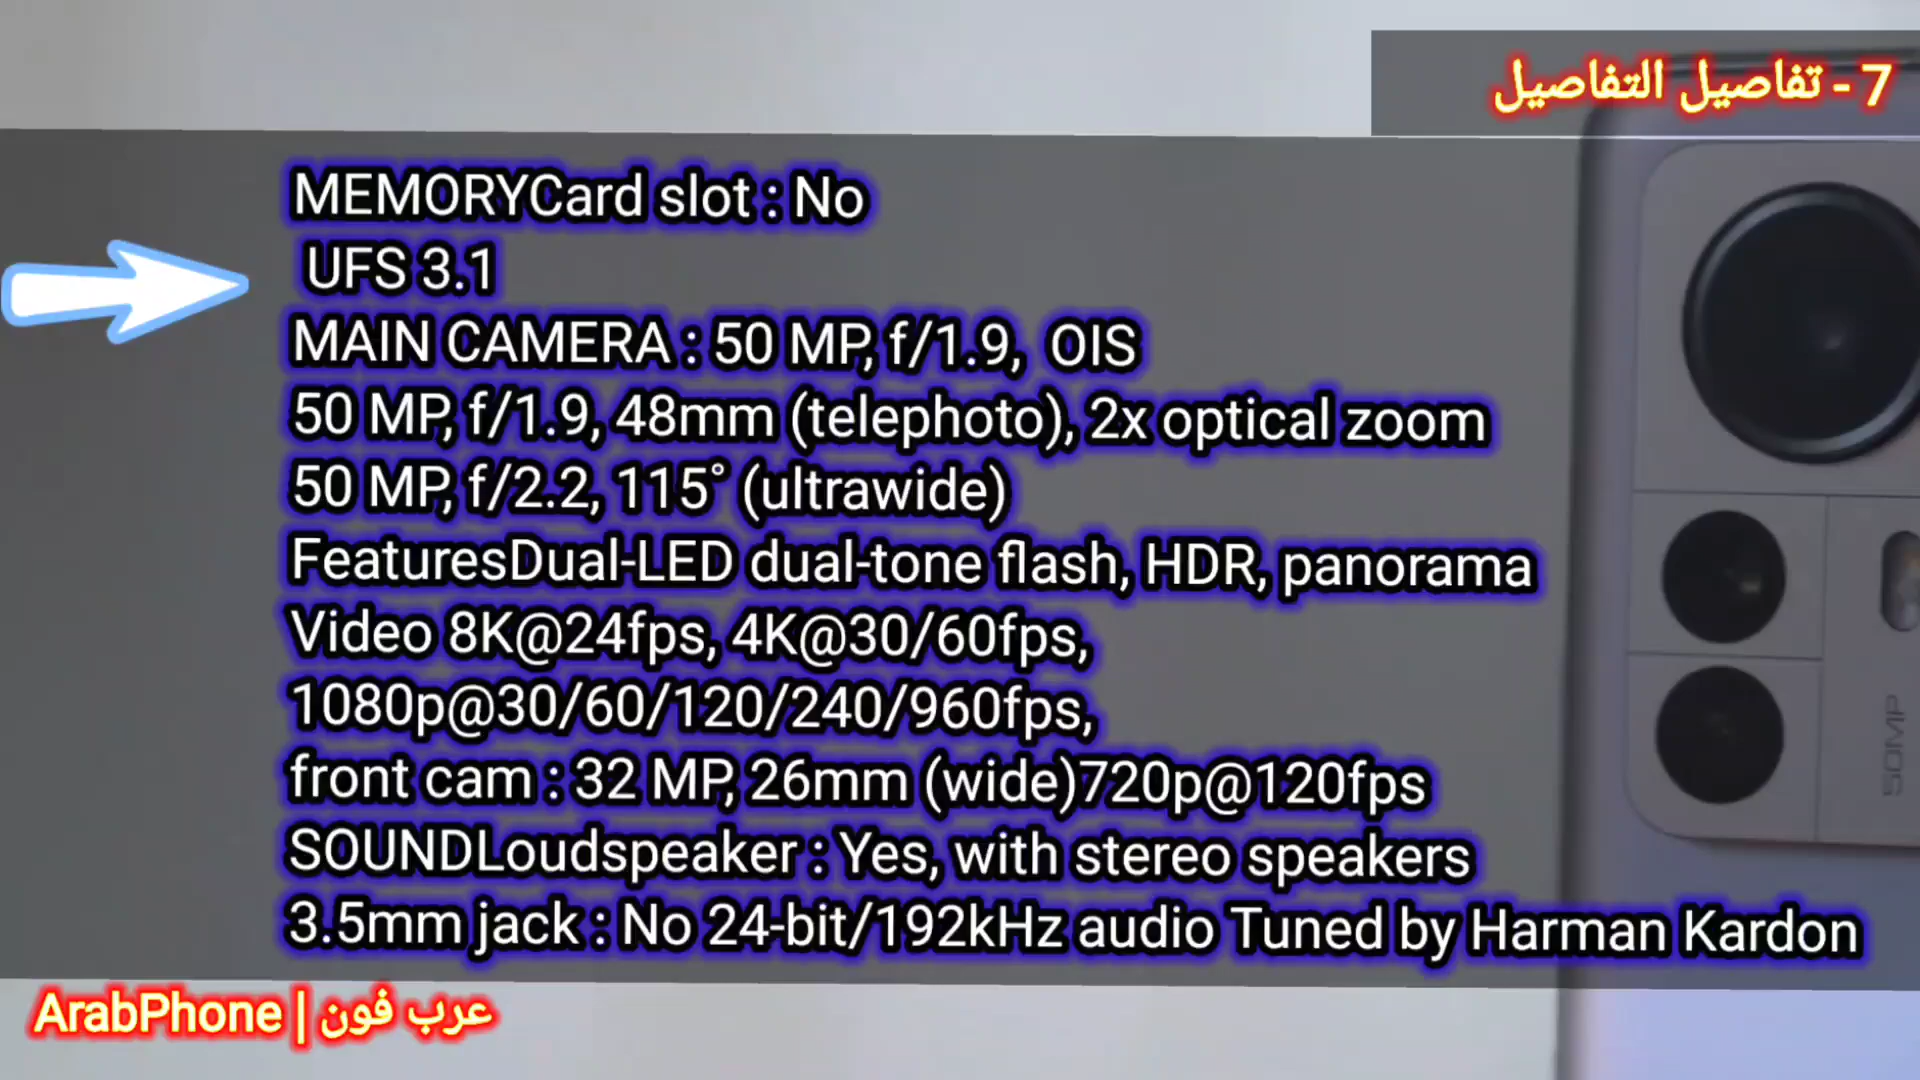 7 - تفاصيل التفاصيل
MEMORYCard slot : No
UFS 3.1
MAIN CAMERA : 50 MP, f/1.9, OIS
50 MP, f/1.9, 48mm (telephoto), 2x optical zoom
50 MP, f/2.2, 115˚ (ultrawide)
FeaturesDual-LED dual-tone flash, HDR, panorama
Video 8K@24fps, 4K@30/60fps,
1080p@30/60/120/240/960fps,
front cam : 32 MP, 26mm (wide)720p@120fps
SOUNDLoudspeaker : Yes, with stereo speakers
3.5mm jack : No 24-bit/192kHz audio Tuned by Harman Kardon
50MP
ArabPhone | عرب فون